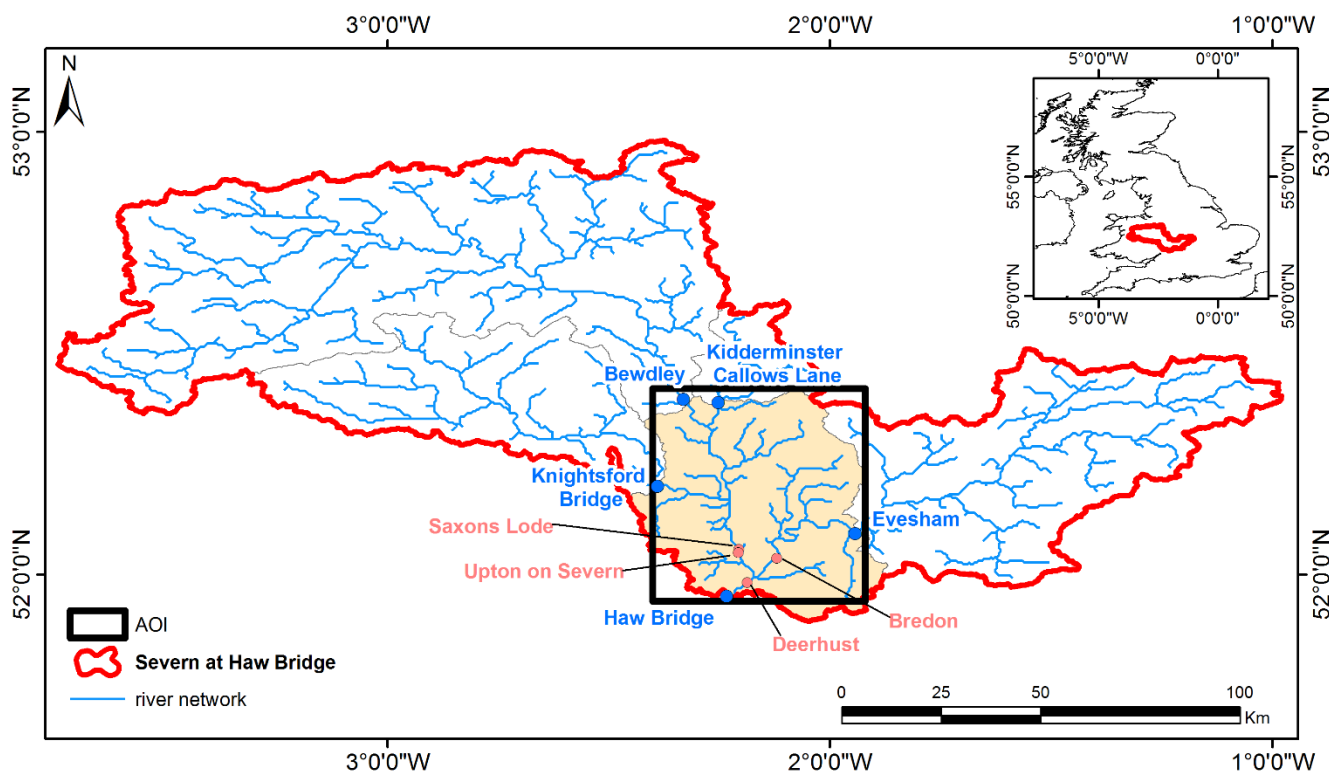 3°0'0"W
2°0'0"W
1°0'0"W
N
5°0'0"W
0°0'0"
53°0'0"N
53°0'0"N
55°0'0"N
55°0'0"N
50°0'0"N
50°0'0"N
5°0'0"W
0°0'0"
Kidderminster
Callows Lane
Bewdley
Knightsford
Bridge
Saxons Lode
Evesham
Upton on Severn
52°0'0"N
52°0'0"N
Haw Bridge
Bredon
Deerhust
AOI
Severn at Haw Bridge
river network
0
25
50
100
Km
3°0'0"W
2°0'0"W
1°0'0"W